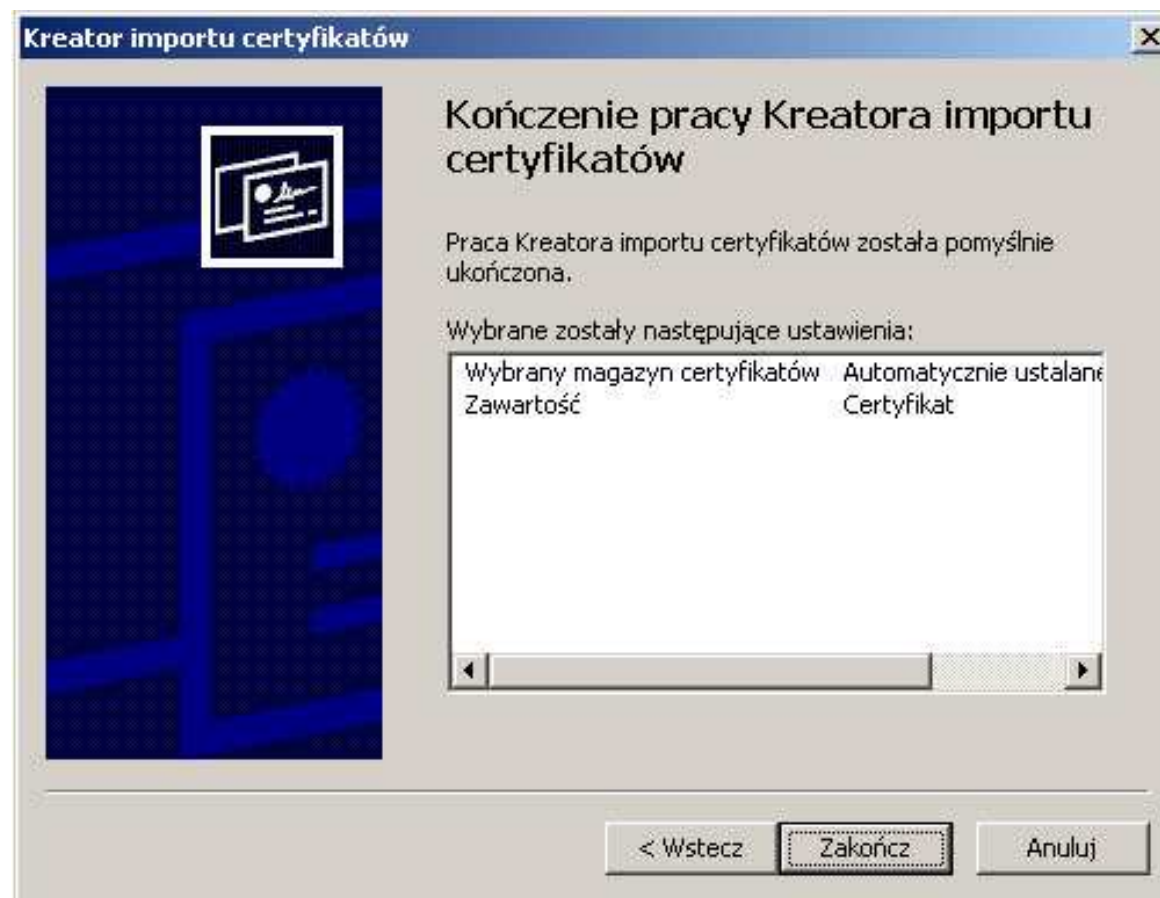 Kreator importu certyfikatów
Kończenie pracy Kreatora importu
certyfikatów
Praca Kreatora importu certyfikatów została pomyślnie
ukończona.
Wybrane zostały następujące ustawienia:
Wybrany magazyn certyfikatów Automatycznie ustalane
Zawartość Certyfikat
< Wstecz Zakończ Anuluj